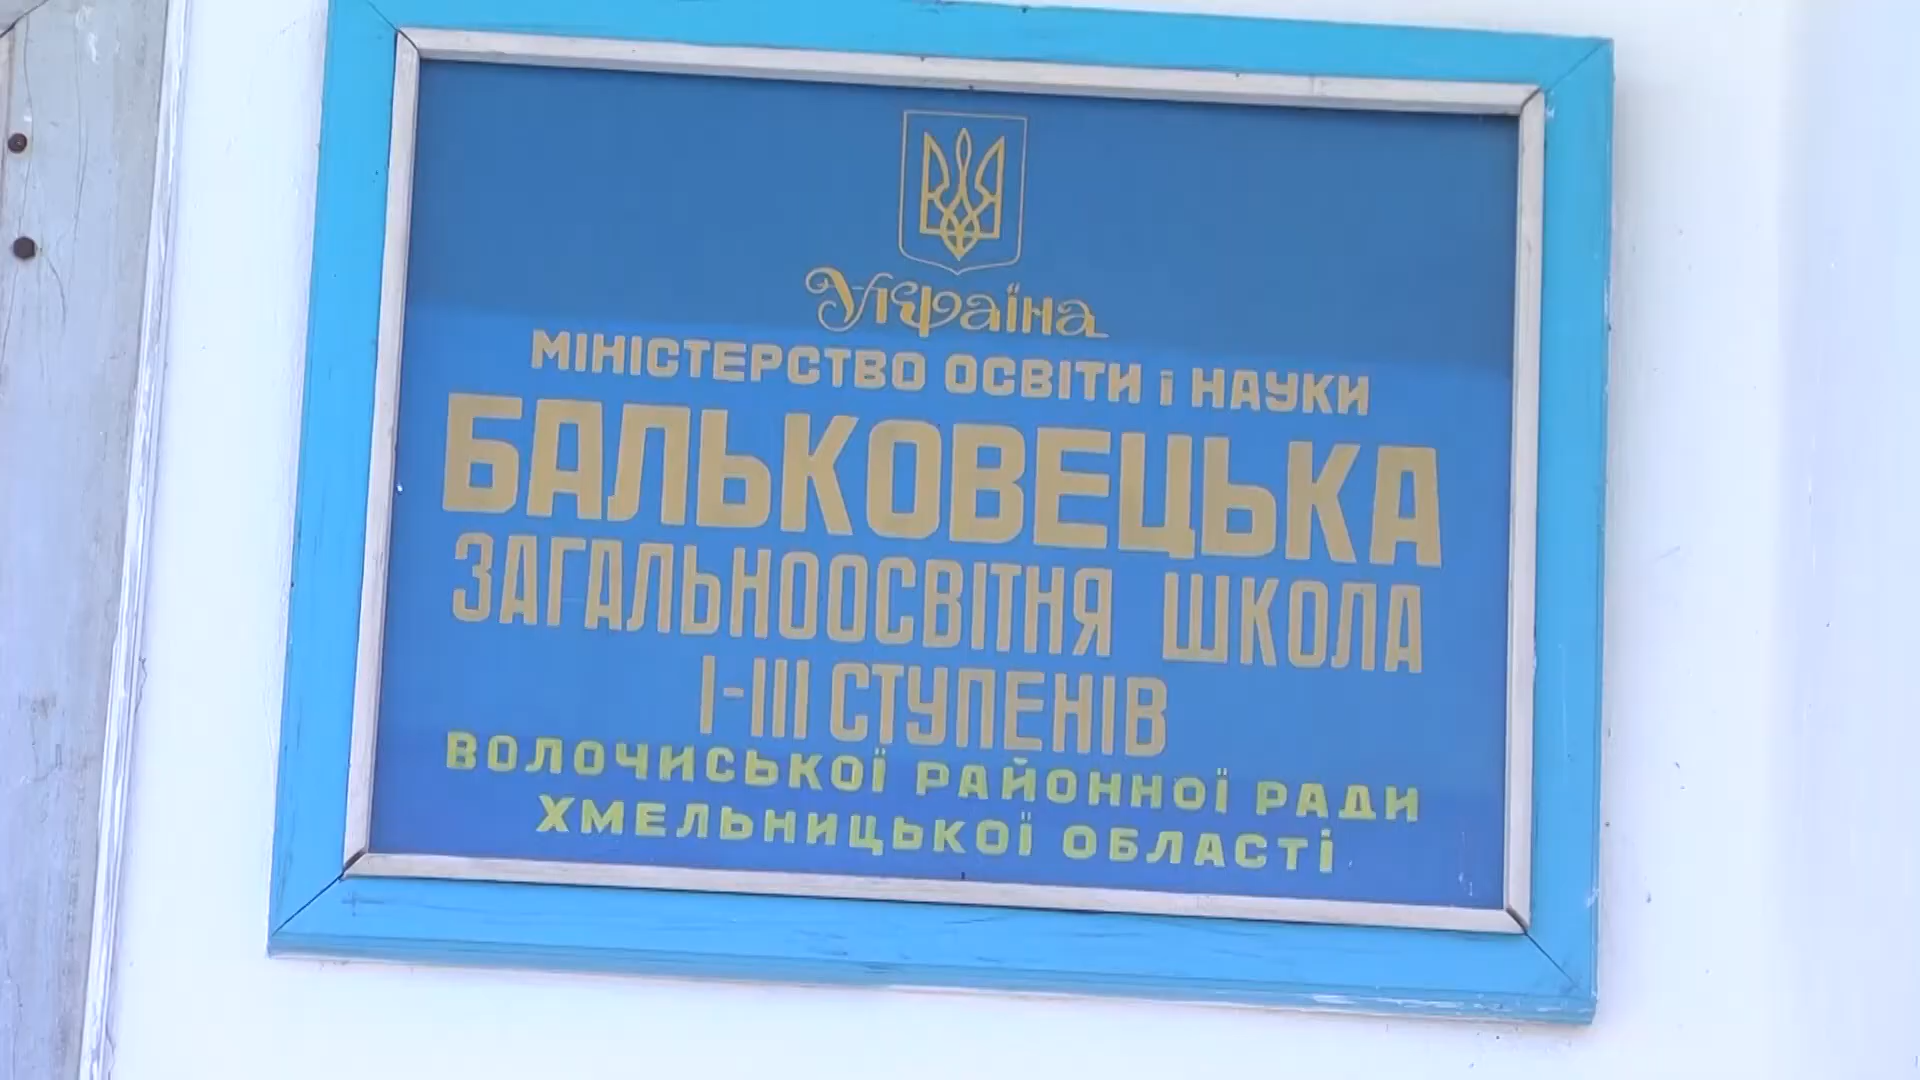 Україна
МІНІСТЕРСТВО ОСВІТИ і НАУКИ
БАЛЬКОВЕЦЬКА
ЗАГАЛЬНООСВІТНЯ ШКОЛА
І-ІІІ СТУПЕНІВ
ВОЛОЧИСЬКОЇ РАЙОННОЇ РАДИ
ХМЕЛЬНИЦЬКОЇ ОБЛАСТІ